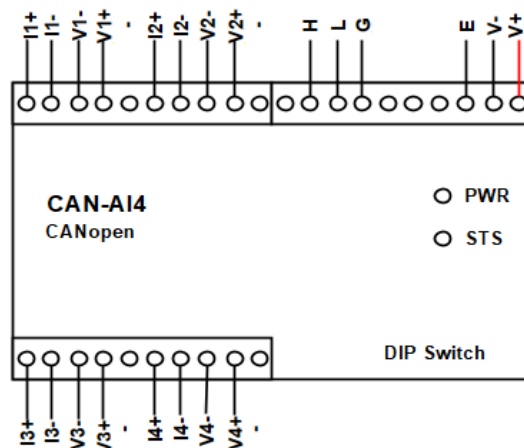 I1+ I1- V1- V1+ - I2+ I2- V2- V2+ - H L G E V- V+
CAN-AI4
CANopen
PWR
STS
DIP Switch
I3+ I3- V3- V3+ - I4+ I4- V4- V4+ -